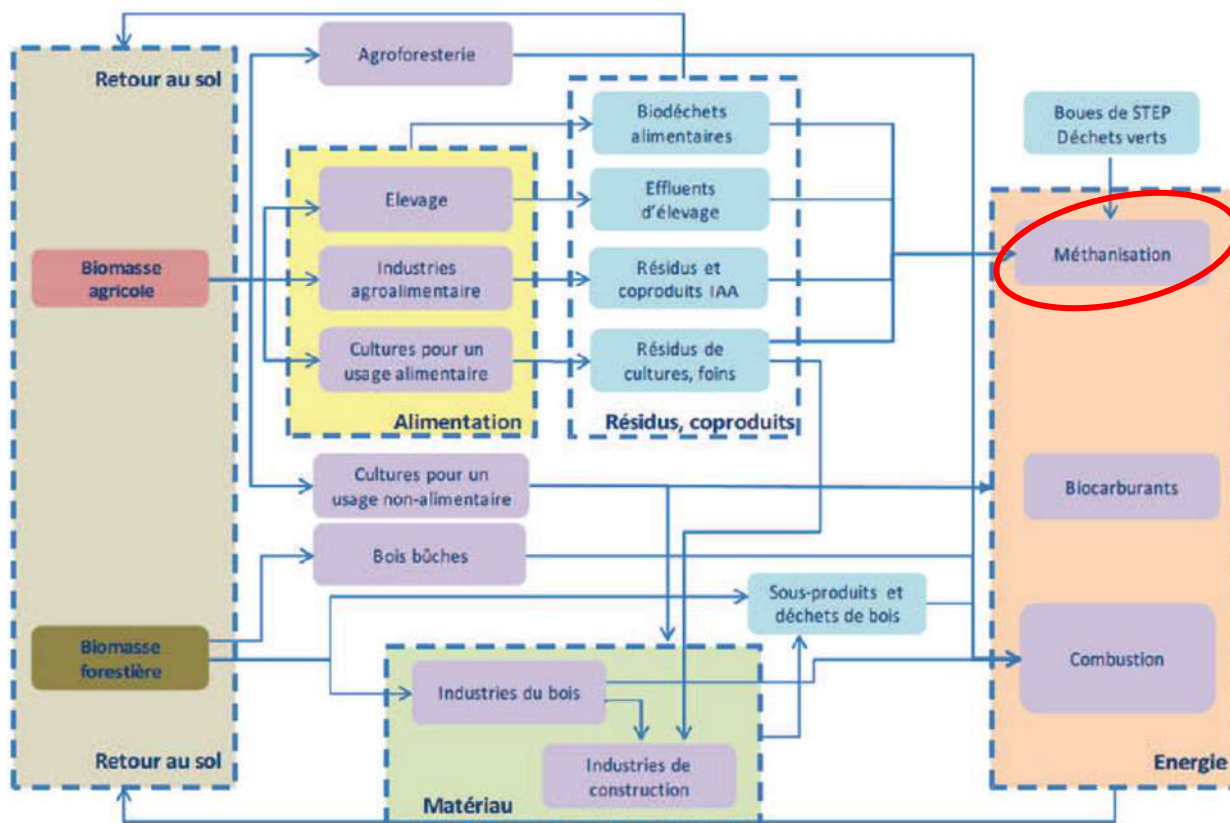 Retour au sol
Agroforesterie
Biodéchets
alimentaires
Boues de STEP
Déchets verts
Elevage
Effluents
d'élevage
Méthanisation
Biomasse
agricole
Industries
agroalimentaire
Résidus et
coproduits IAA
Cultures pour un
usage alimentaire
Résidus de
cultures, foins
Alimentation
Résidus, coproduits
Cultures pour un
usage non-alimentaire
Biocarburants
Bois bûches
Sous-produits et
déchets de bois
Biomasse
forestière
Combustion
Industries du bois
Retour au sol
Industries de
construction
Matériau
Energie